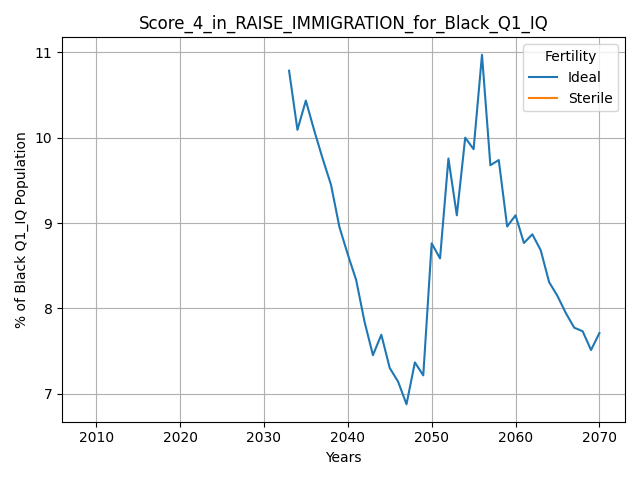 Score_4_in_RAISE_IMMIGRATION_for_Black_Q1_IQ
% of Black Q1_IQ Population
11
10
9
8
7
Fertility
Ideal
Sterile
2010 2020 2030 2040 2050 2060 2070
Years